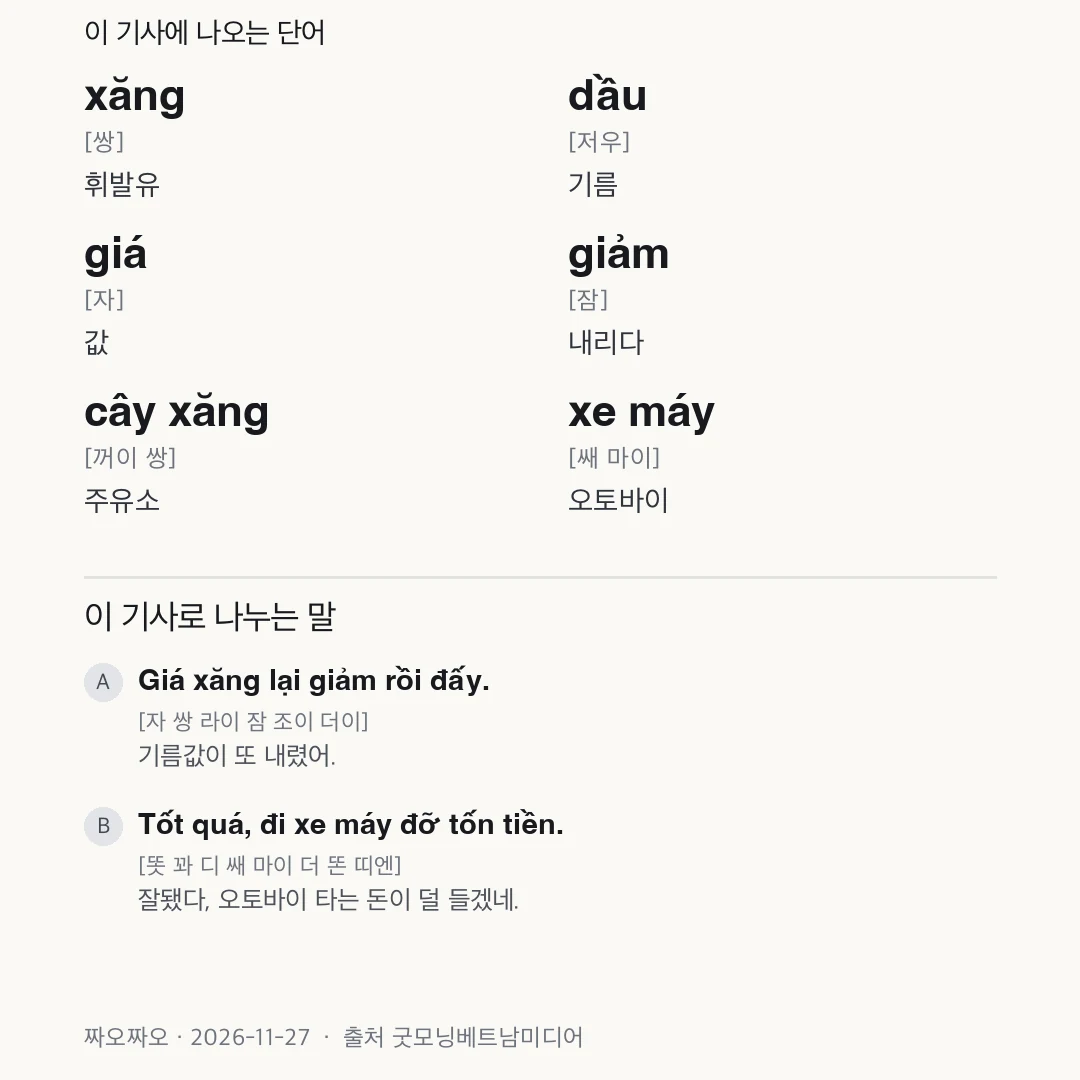 이 기사에 나오는 단어
xăng
[쌍]
휘발유
dầu
[저우]
기름
giá
[자]
값
giảm
[잠]
내리다
cây xăng
[꺼이 쌍]
주유소
xe máy
[쌔 마이]
오토바이
이 기사로 나누는 말
A Giá xăng lại giảm rồi đấy.
[자 쌍 라이 잠 조이 더이]
기름값이 또 내렸어.
B Tốt quá, đi xe máy đỡ tốn tiền.
[똣 꽈 디 쌔 마이 더 똔 띠엔]
잘됐다, 오토바이 타는 돈이 덜 들겠네.
짜오짜오 · 2026-11-27 · 출처 굿모닝베트남미디어